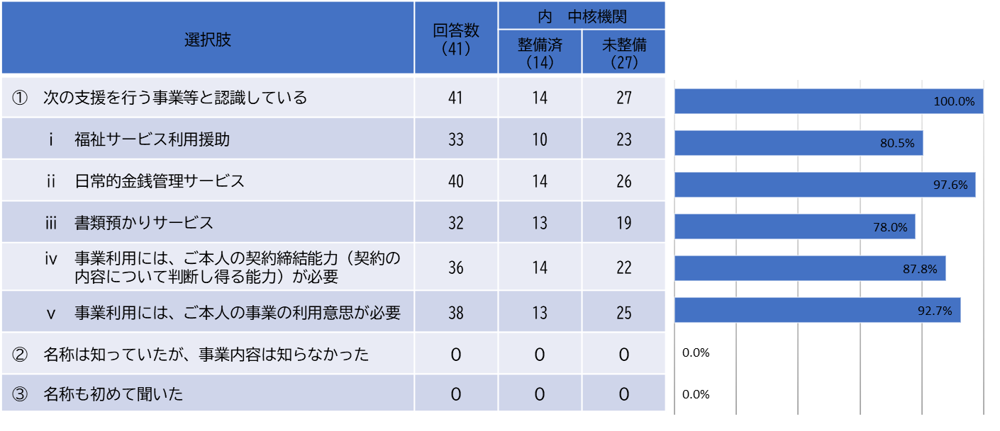 選択肢 回答数 (41) 内 中核機関
整備済 (14) 未整備 (27)
① 次の支援を行う事業等と認識している 41 14 27 100.0%
ⅰ 福祉サービス利用援助 33 10 23 80.5%
ⅱ 日常的金銭管理サービス 40 14 26 97.6%
ⅲ 書類預かりサービス 32 13 19 78.0%
ⅳ 事業利用には、ご本人の契約締結能力（契約の
内容について判断し得る能力）が必要 36 14 22 87.8%
ⅴ 事業利用には、ご本人の事業の利用意思が必要 38 13 25 92.7%
② 名称は知っていたが、事業内容は知らなかった 0 0 0 0.0%
③ 名称も初めて聞いた 0 0 0 0.0%